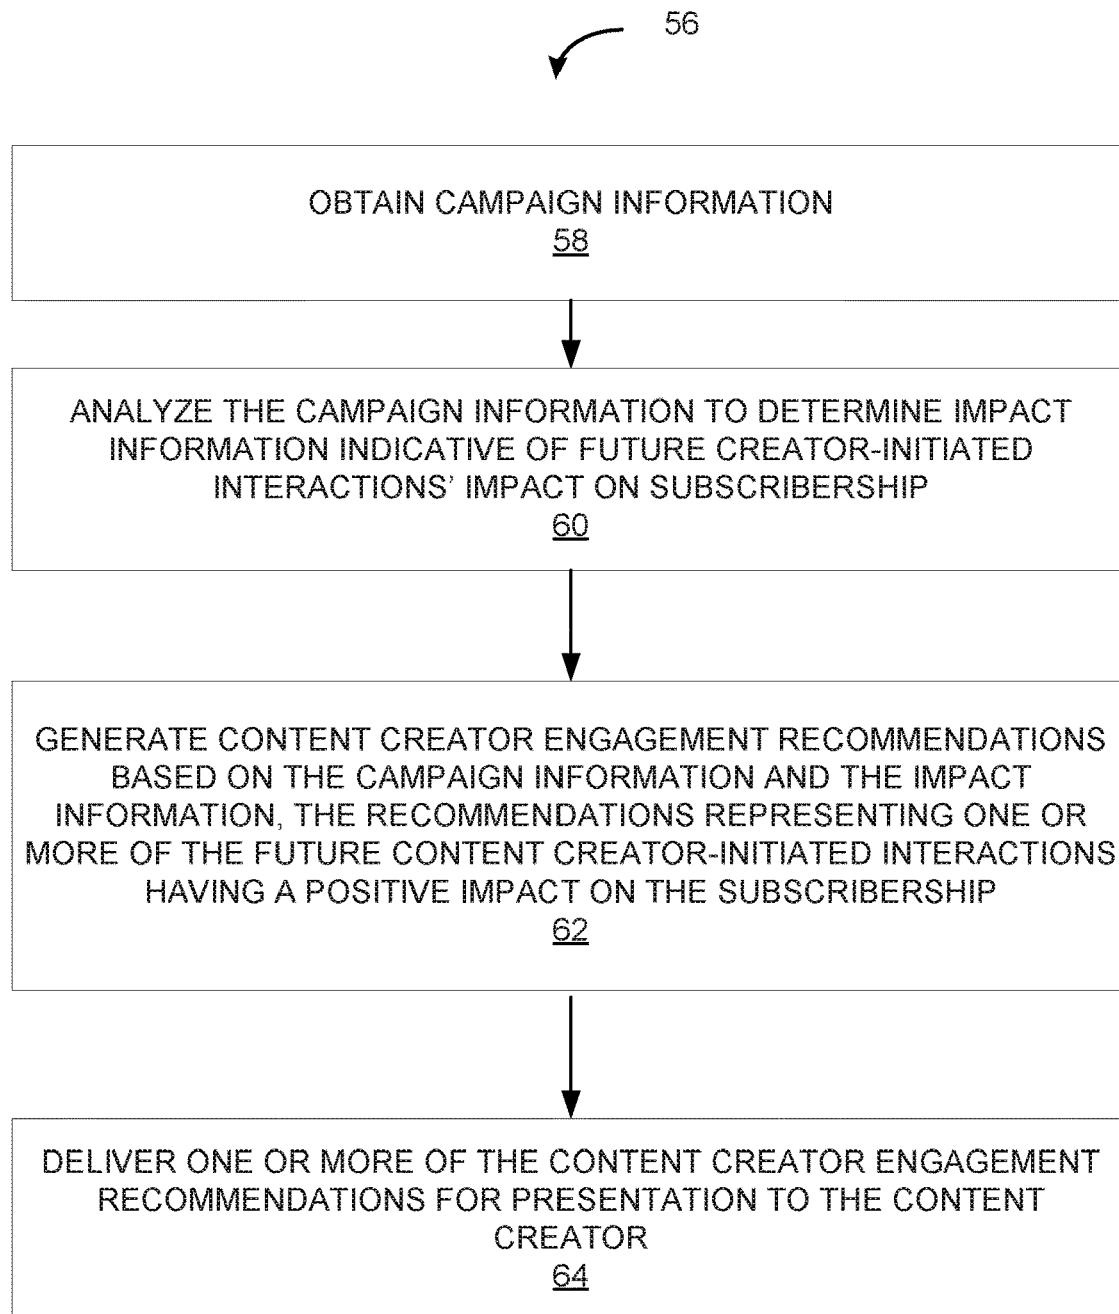 56
OBTAIN CAMPAIGN INFORMATION
58
ANALYZE THE CAMPAIGN INFORMATION TO DETERMINE IMPACT
INFORMATION INDICATIVE OF FUTURE CREATOR-INITIATED
INTERACTIONS' IMPACT ON SUBSCRIBERSHIP
60
GENERATE CONTENT CREATOR ENGAGEMENT RECOMMENDATIONS
BASED ON THE CAMPAIGN INFORMATION AND THE IMPACT
INFORMATION, THE RECOMMENDATIONS REPRESENTING ONE OR
MORE OF THE FUTURE CONTENT CREATOR-INITIATED INTERACTIONS
HAVING A POSITIVE IMPACT ON THE SUBSCRIBERSHIP
62
DELIVER ONE OR MORE OF THE CONTENT CREATOR ENGAGEMENT
RECOMMENDATIONS FOR PRESENTATION TO THE CONTENT
CREATOR
64